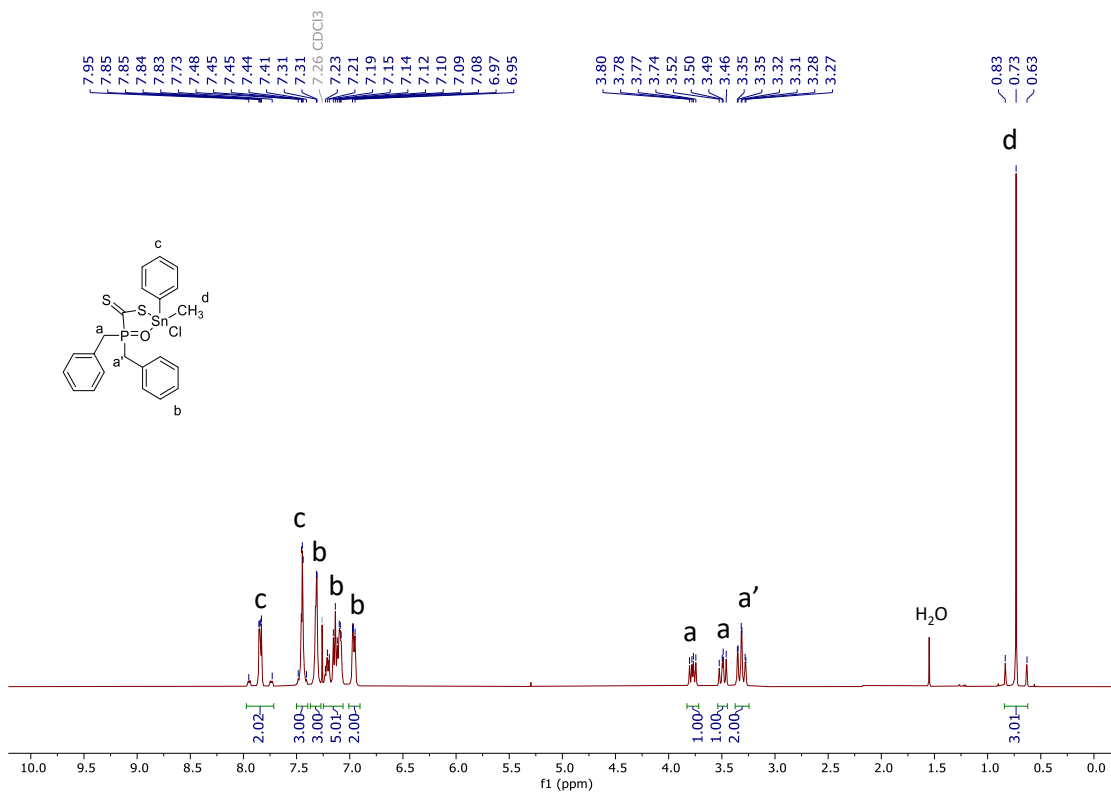 7.95
7.85
7.85
7.84
7.83
7.73
7.48
7.45
7.45
7.44
7.41
7.31
7.31
7.26 CDCl3
7.23
7.21
7.19
7.15
7.14
7.12
7.10
7.09
7.08
6.97
6.95
3.80
3.78
3.77
3.74
3.52
3.50
3.49
3.46
3.35
3.35
3.32
3.31
3.28
3.27
0.83
0.73
0.63
d
c
d
S
S
CH3
Sn
Cl
a
P
O
a'
b
c
c
b
b
b
a
a
a'
H2O
2.02
3.00
3.00
5.01
2.00
1.00
1.00
2.00
3.01
10.0 9.5 9.0 8.5 8.0 7.5 7.0 6.5 6.0 5.5 5.0 4.5 4.0 3.5 3.0 2.5 2.0 1.5 1.0 0.5 0.0
f1 (ppm)